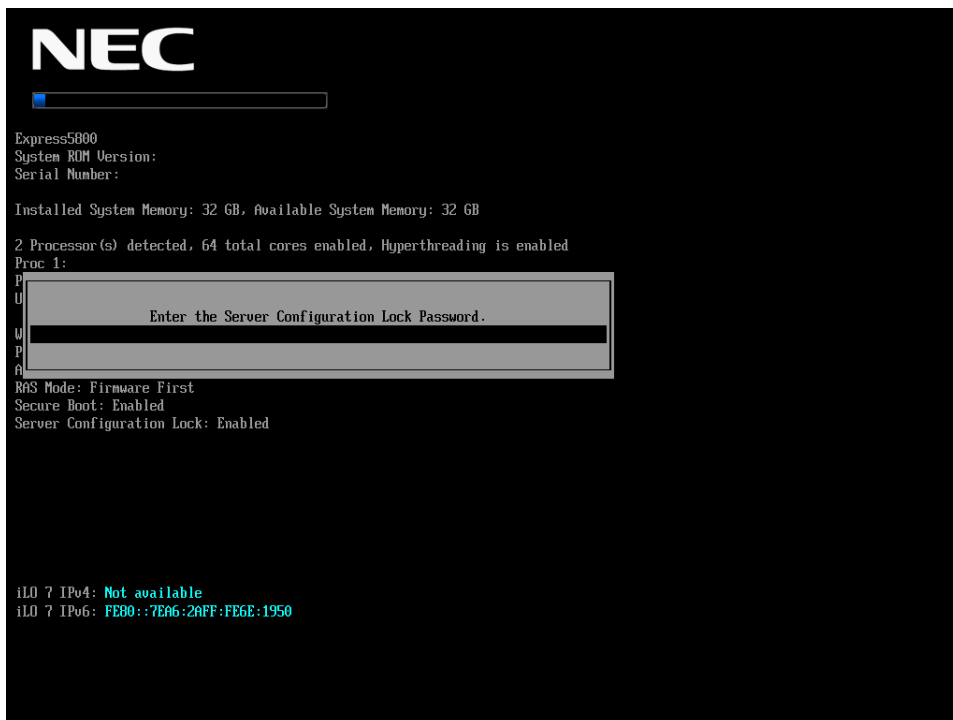 NEC
Express5800
System ROM Version:
Serial Number:
Installed System Memory: 32 GB, Available System Memory: 32 GB
2 Processor(s) detected, 64 total cores enabled, Hyperthreading is enabled
Proc 1:
P
U
Enter the Server Configuration Lock Password.
W
P
A
RAS Mode: Firmware First
Secure Boot: Enabled
Server Configuration Lock: Enabled
iLO 7 IPv4: Not available
iLO 7 IPv6: FE80::7EA6:2AFF:FE6E:1950